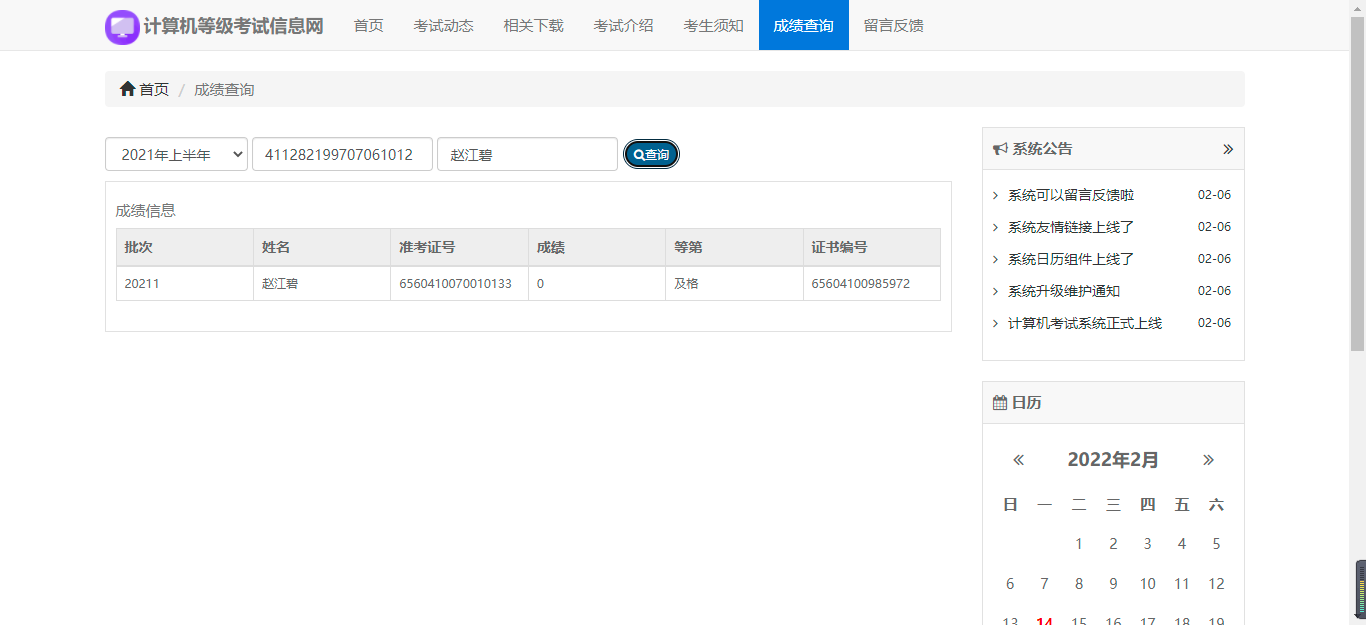 计算机等级考试信息网 首页 考试动态 相关下载 考试介绍 考生须知 成绩查询 留言反馈
首页 / 成绩查询
2021年上半年 411282199707061012 赵江碧 查询
成绩信息
批次 姓名 准考证号 成绩 等第 证书编号
20211 赵江碧 6560410070010133 0 及格 65604100985972
系统公告 »
› 系统可以留言反馈啦 02-06
› 系统友情链接上线了 02-06
› 系统日历组件上线了 02-06
› 系统升级维护通知 02-06
› 计算机考试系统正式上线 02-06
日历
« 2022年2月 »
日 一 二 三 四 五 六
1 2 3 4 5
6 7 8 9 10 11 12
13 14 15 16 17 18 19